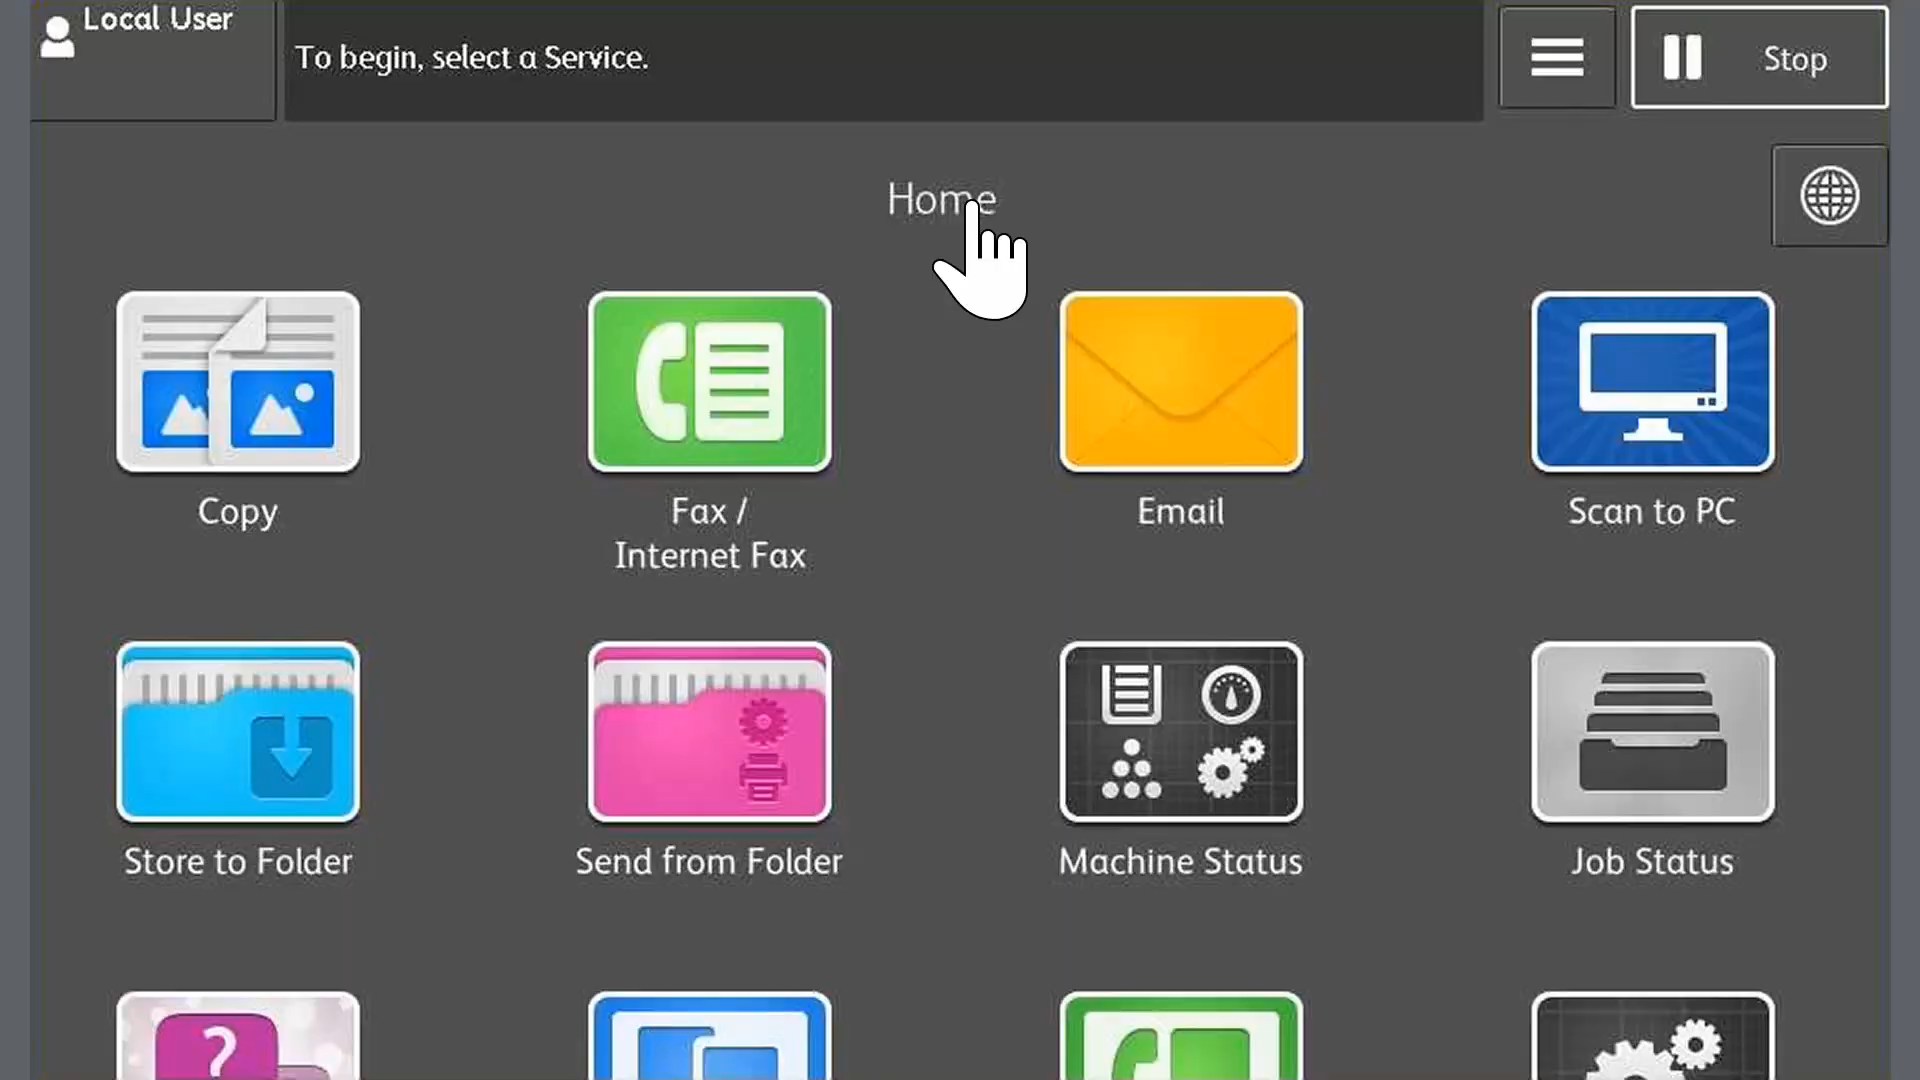 Local User
To begin, select a Service.
Stop
Home
Copy
Fax /
Internet Fax
Email
Scan to PC
Store to Folder
Send from Folder
Machine Status
Job Status
?